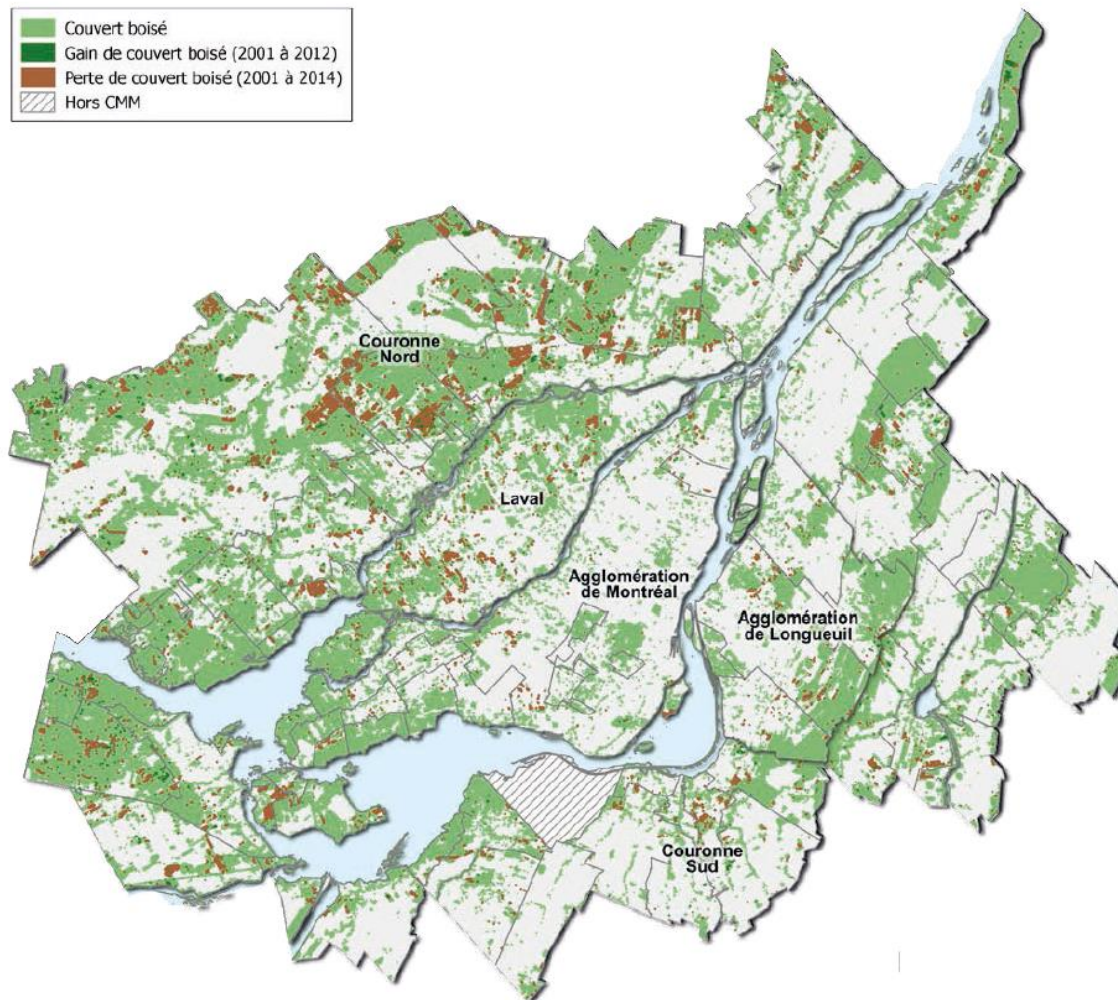 Couvert boisé
Gain de couvert boisé (2001 à 2012)
Perte de couvert boisé (2001 à 2014)
Hors CMM
Couronne
Nord
Laval
Agglomération
de Montréal
Agglomération
de Longueuil
Couronne
Sud